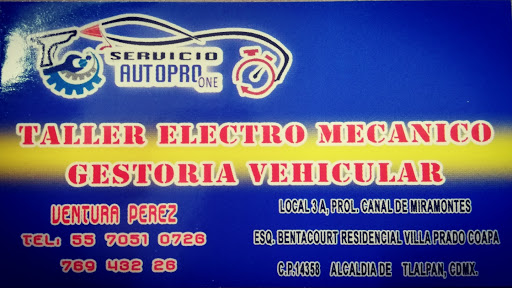 SERVICIO
AUTOPRO ONE
TALLER ELECTRO MECANICO
GESTORIA VEHICULAR
VENTURA PEREZ
TEL: 55 7051 0726
769 432 26
LOCAL 3 A, PROL. CANAL DE MIRAMONTES
ESQ. BENTACOURT RESIDENCIAL VILLA PRADO COAPA
C.P.14358 ALCALDIA DE TLALPAN, CDMX.